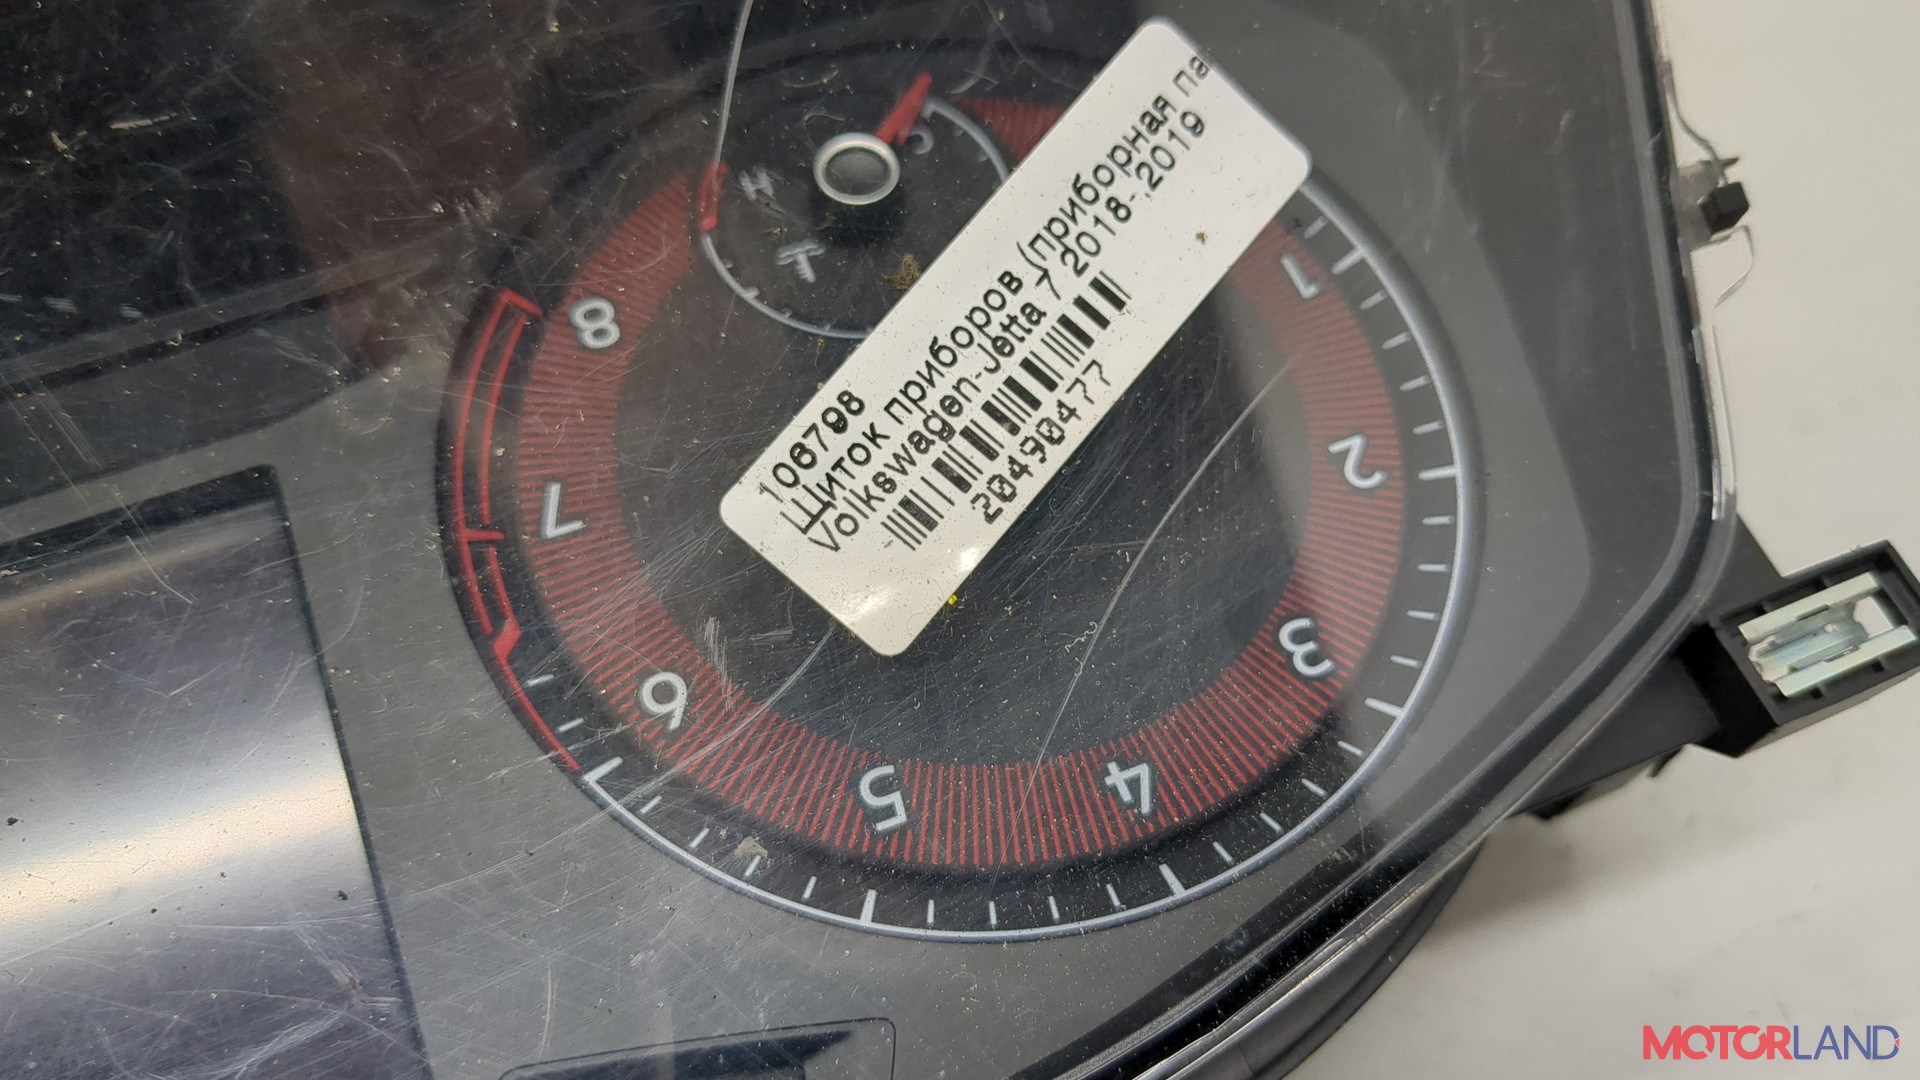 106798
Щиток приборов (приборная па
Volkswagen-Jetta 7 2018-,2019
204990477
1
2
3
4
5
6
7
8
C
H
MOTORLAND